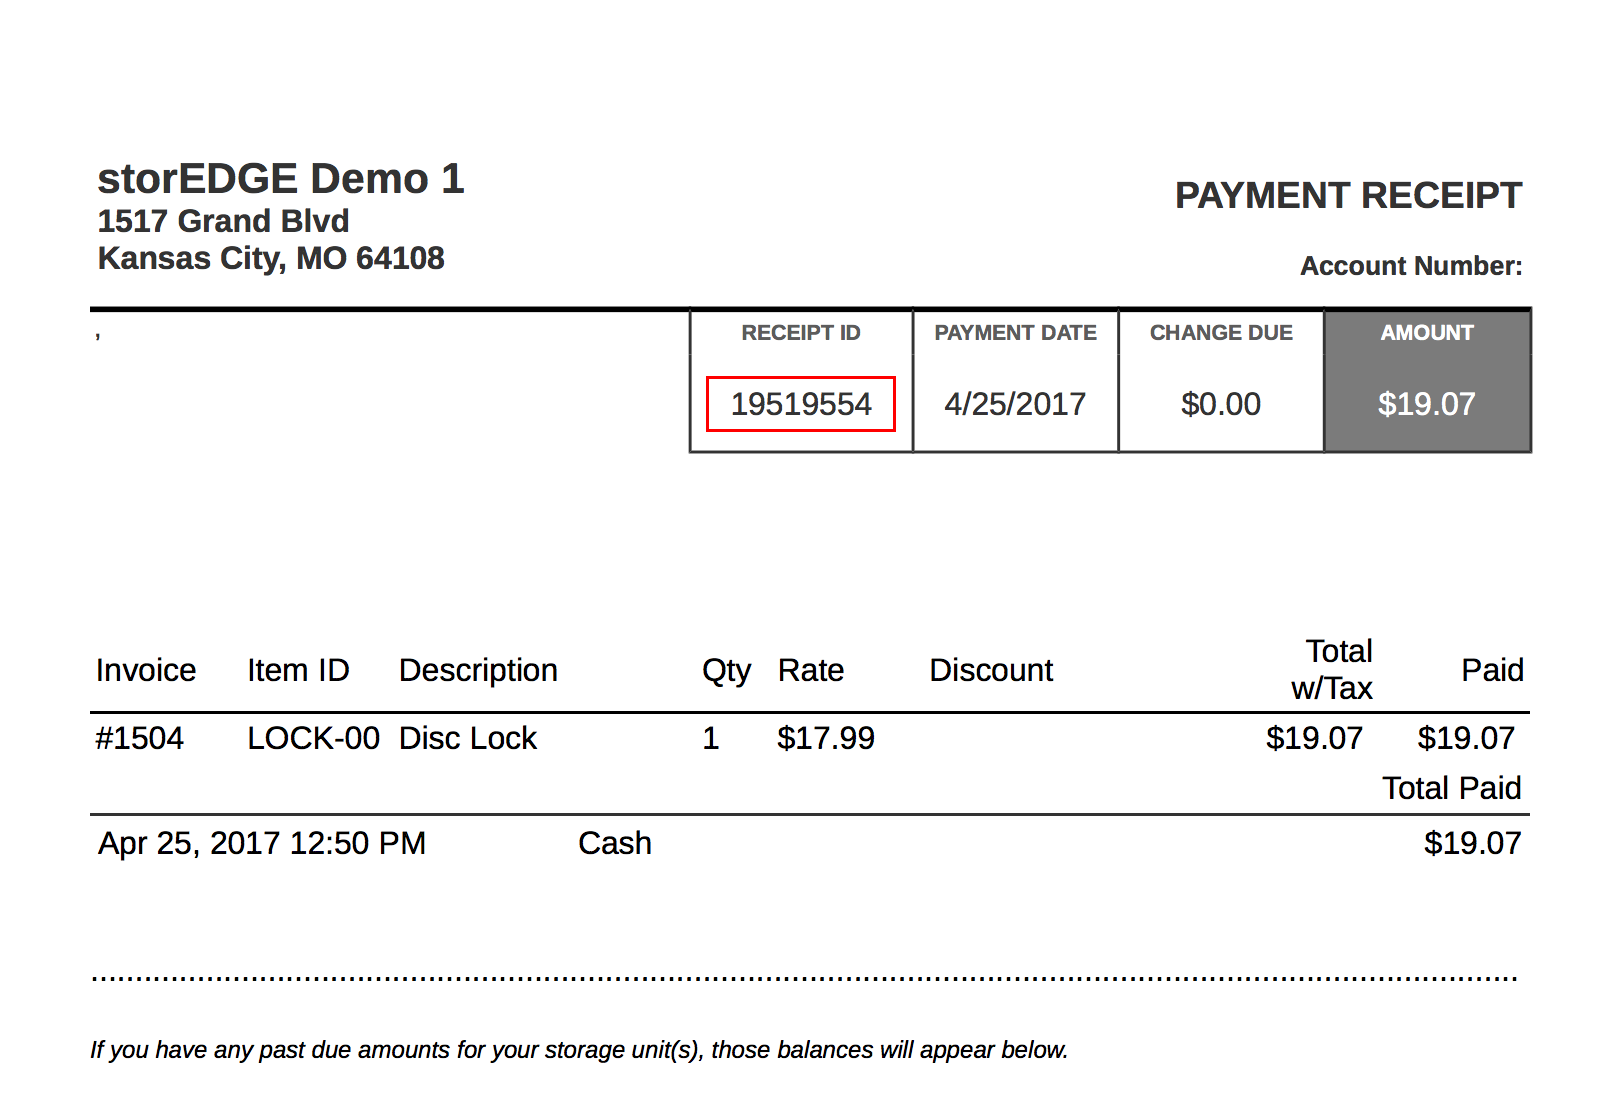 storEDGE Demo 1
1517 Grand Blvd
Kansas City, MO 64108
PAYMENT RECEIPT
Account Number:
,
RECEIPT ID PAYMENT DATE CHANGE DUE AMOUNT
19519554 4/25/2017 $0.00 $19.07
Invoice Item ID Description Qty Rate Discount Total w/Tax Paid
#1504 LOCK-00 Disc Lock 1 $17.99 $19.07 $19.07
Total Paid
Apr 25, 2017 12:50 PM Cash $19.07
If you have any past due amounts for your storage unit(s), those balances will appear below.